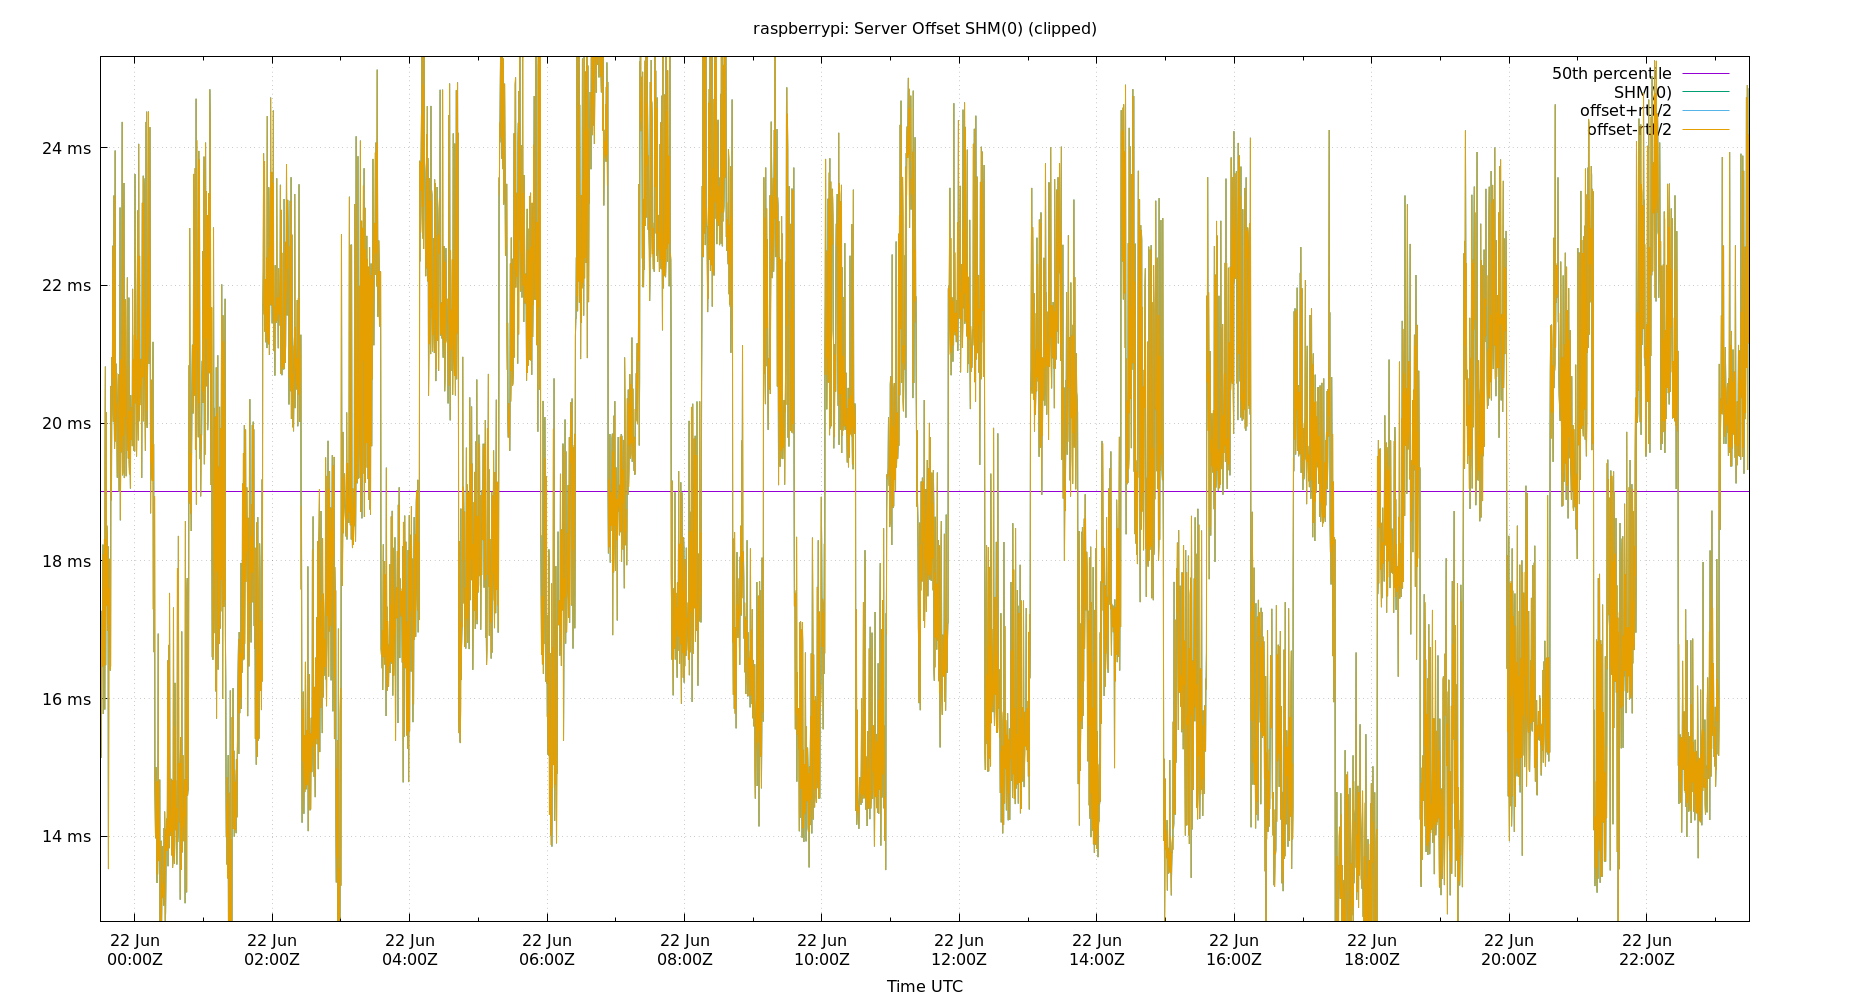 raspberrypi: Server Offset SHM(0) (clipped)
50th percentile
SHM(0)
offset+rtt/2
offset-rtt/2
24 ms
22 ms
20 ms
18 ms
16 ms
14 ms
22 Jun 22 Jun 22 Jun 22 Jun 22 Jun 22 Jun 22 Jun 22 Jun 22 Jun 22 Jun 22 Jun 22 Jun
00:00Z 02:00Z 04:00Z 06:00Z 08:00Z 10:00Z 12:00Z 14:00Z 16:00Z 18:00Z 20:00Z 22:00Z
Time UTC